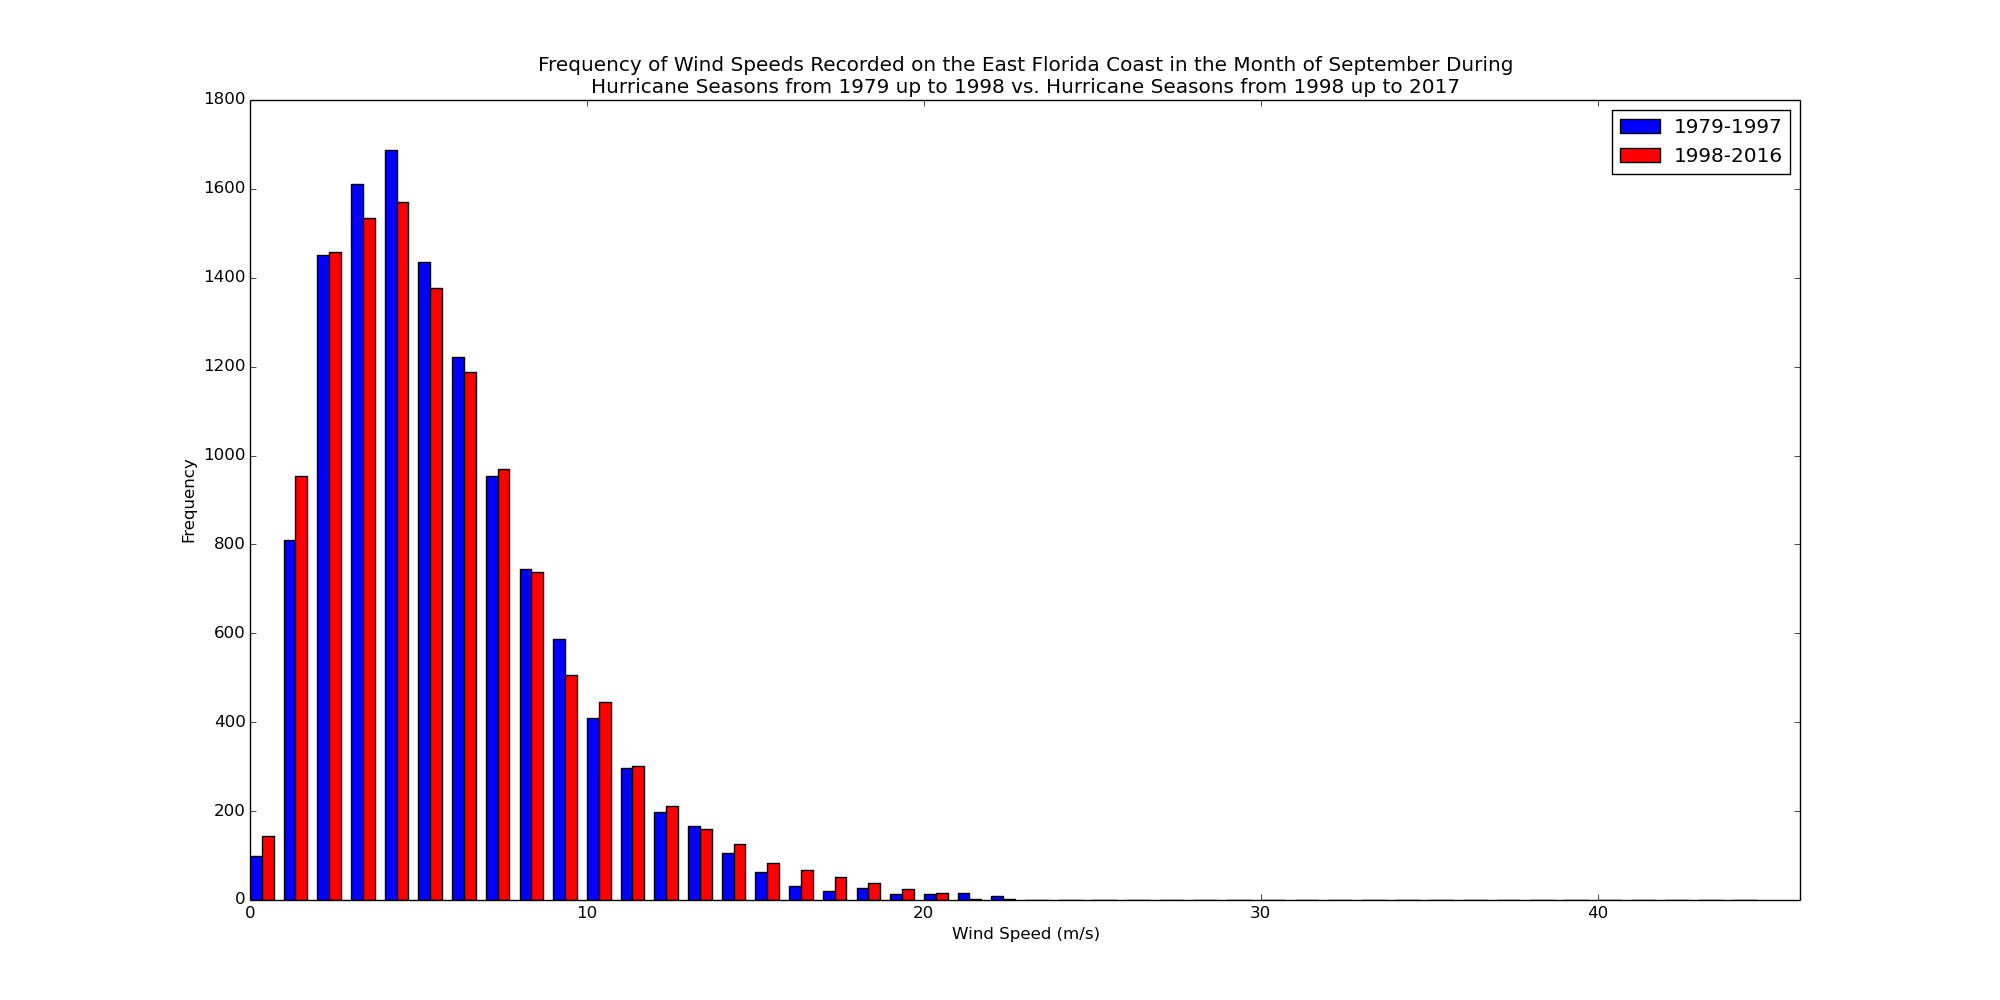 Frequency of Wind Speeds Recorded on the East Florida Coast in the Month of September During
Hurricane Seasons from 1979 up to 1998 vs. Hurricane Seasons from 1998 up to 2017
1979-1997
1998-2016
1800
1600
1400
1200
1000
800
600
400
200
0
Frequency
0 10 20 30 40
Wind Speed (m/s)